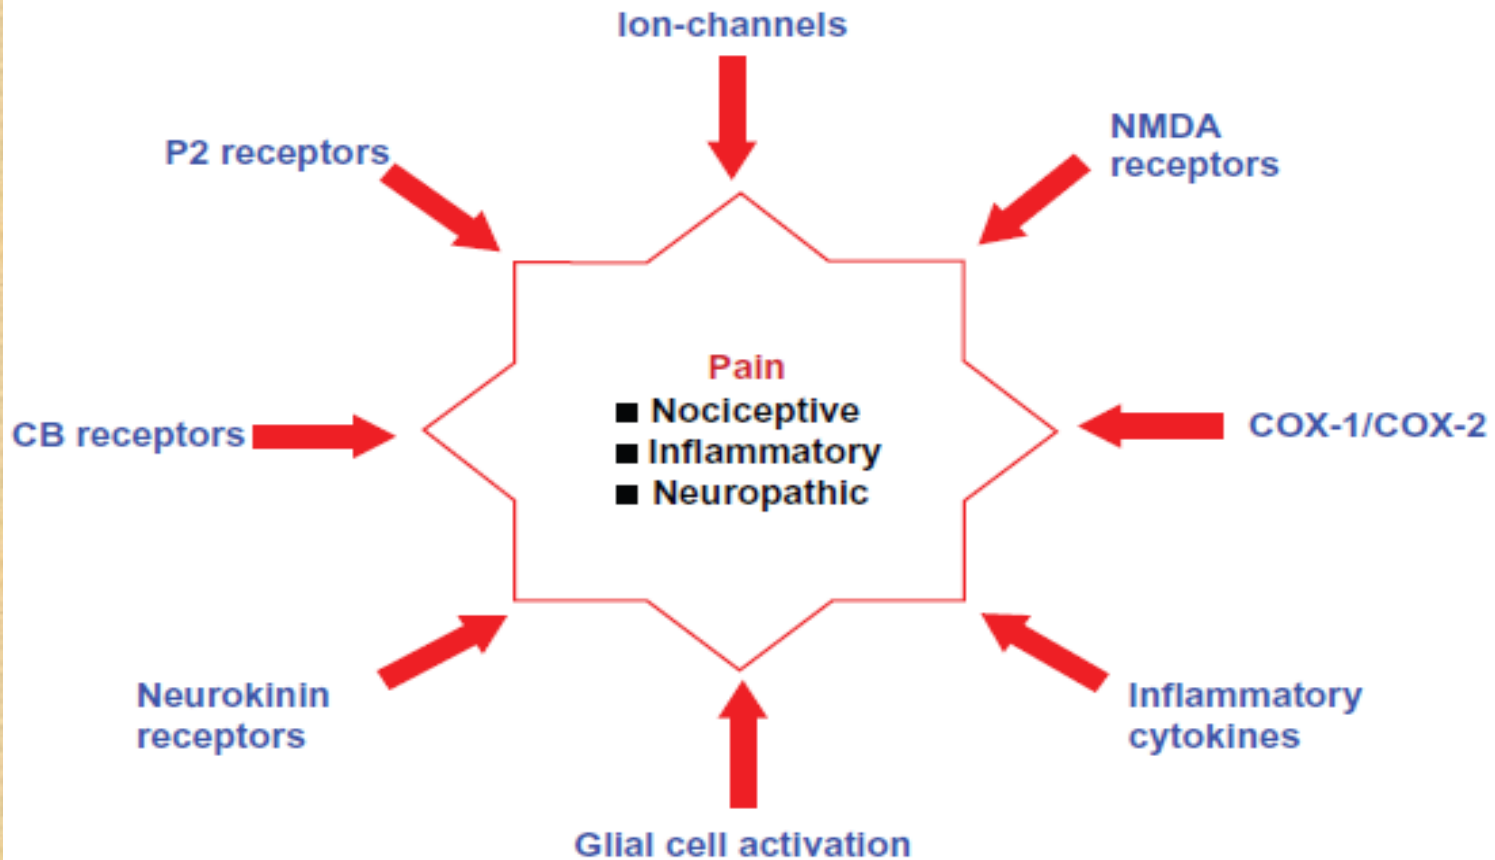 Ion-channels
P2 receptors
NMDA
receptors
CB receptors
Pain
■ Nociceptive
■ Inflammatory
■ Neuropathic
COX-1/COX-2
Neurokinin
receptors
Inflammatory
cytokines
Glial cell activation